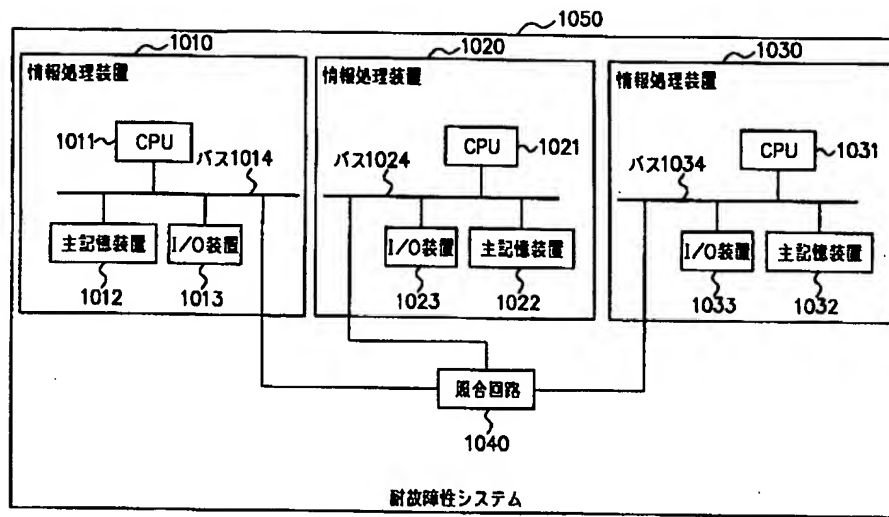 1050
1010
1020
1030
情報処理装置
情報処理装置
情報処理装置
1011
CPU
バス1014
バス1024
CPU
1021
バス1034
CPU
1031
主記憶装置
I/O装置
I/O装置
主記憶装置
I/O装置
主記憶装置
1012
1013
1023
1022
1033
1032
照合回路
1040
耐故障性システム